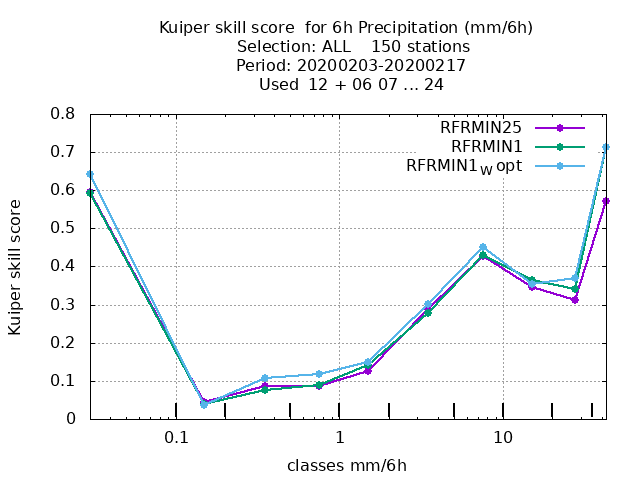 Kuiper skill score  for 6h Precipitation (mm/6h)
Selection: ALL    150 stations
Period: 20200203-20200217
Used  12 + 06 07 ... 24
RFRMIN25
RFRMIN1
RFRMIN1W opt
0.8
0.7
0.6
0.5
0.4
0.3
0.2
0.1
0
Kuiper skill score
0.1 1 10
classes mm/6h